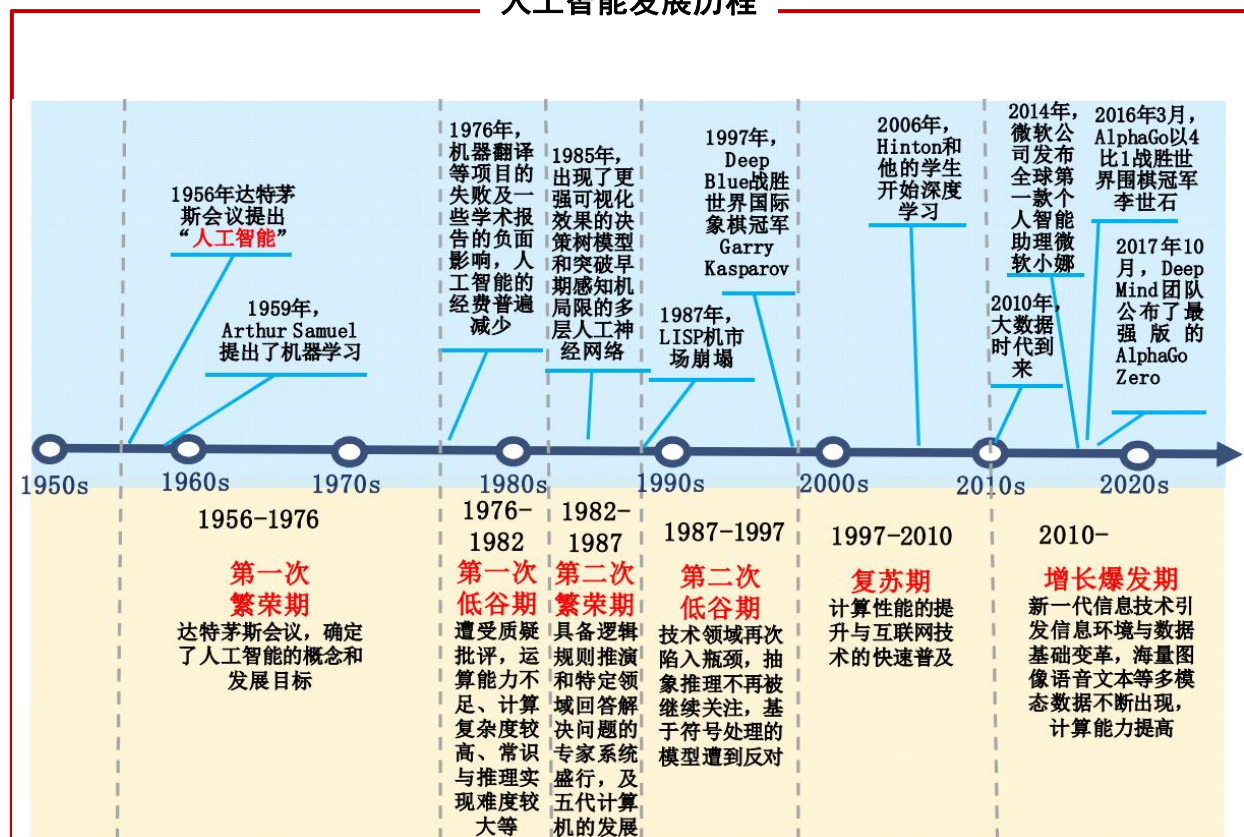 人工智能发展历程
1956年达特茅
斯会议提出
“人工智能”
1959年，
Arthur Samuel
提出了机器学习
1976年，
机器翻译
等项目的
失败及一
些学术报
告的负面
影响，人
工智能的
经费普遍
减少
1985年，
出现了更
强可视化
效果的决
策树模型
和突破早
期感知机
局限的多
层人工神
经网络
1987年，
LISP机市
场崩塌
1997年，
Deep
Blue战胜
世界国际
象棋冠军
Garry
Kasparov
2006年，
Hinton和
他的学生
开始深度
学习
2010年，
大数据
时代到
来
2014年，
微软公
司发布
全球第
一款个
人智能
助理微
软小娜
2016年3月，
AlphaGo以4
比1战胜世
界围棋冠军
李世石
2017年10
月，Deep
Mind团队
公布了最
强版的
AlphaGo
Zero
1950s
1960s
1970s
1980s
1990s
2000s
2010s
2020s
1956-1976
第一次
繁荣期
达特茅斯会议，确定
了人工智能的概念和
发展目标
1976-
1982
第一次
低谷期
遭受质疑
批评，运
算能力不
足、计算
复杂度较
高、常识
与推理实
现难度较
大等
1982-
1987
第二次
繁荣期
具备逻辑
规则推演
和特定领
域回答解
决问题的
专家系统
盛行，及
五代计算
机的发展
1987-1997
第二次
低谷期
技术领域再次
陷入瓶颈，抽
象推理不再被
继续关注，基
于符号处理的
模型遭到反对
1997-2010
复苏期
计算性能的提
升与互联网技
术的快速普及
2010-
增长爆发期
新一代信息技术引
发信息环境与数据
基础变革，海量图
像语音文本等多模
态数据不断出现，
计算能力提高